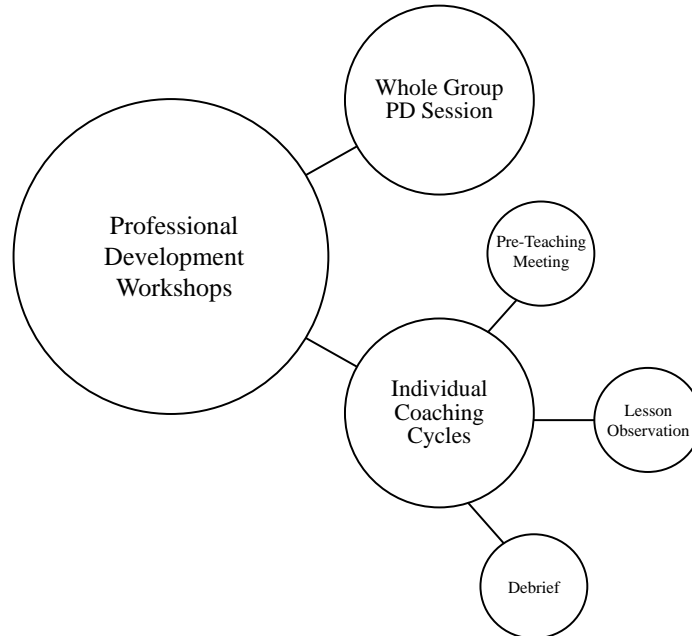 Whole Group
PD Session
Professional
Development
Workshops
Pre-Teaching
Meeting
Individual
Coaching
Cycles
Lesson
Observation
Debrief